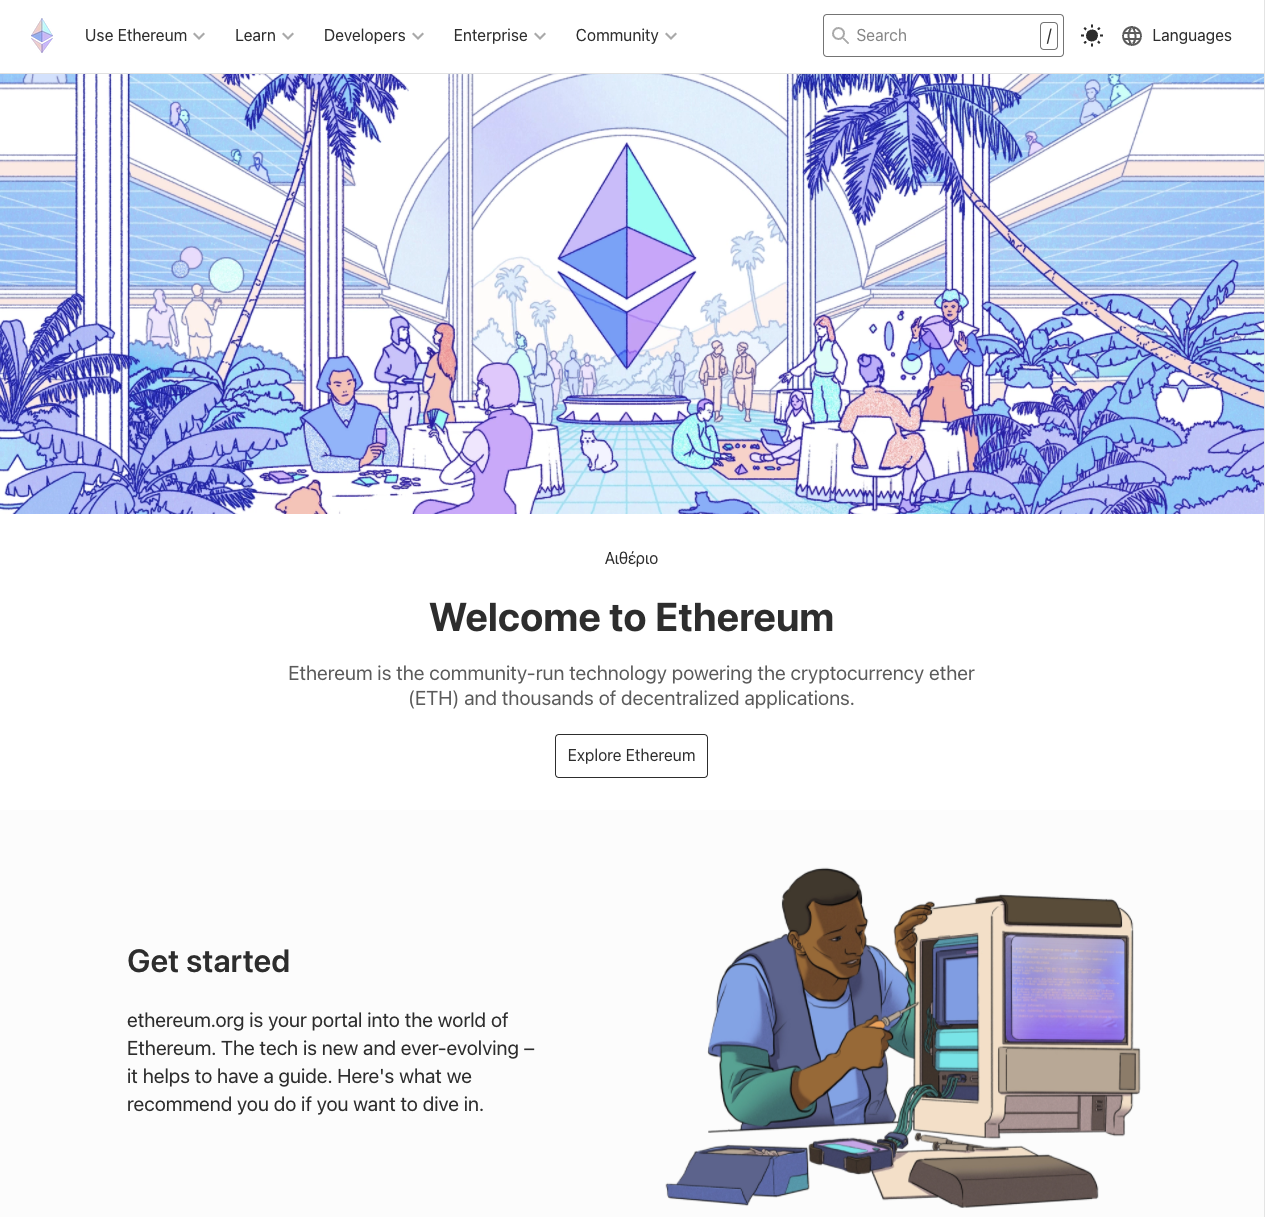 Use Ethereum
Learn
Developers
Enterprise
Community
Search
/
Languages
Αιθέριο
Welcome to Ethereum
Ethereum is the community-run technology powering the cryptocurrency ether
(ETH) and thousands of decentralized applications.
Explore Ethereum
Get started
ethereum.org is your portal into the world of
Ethereum. The tech is new and ever-evolving –
it helps to have a guide. Here's what we
recommend you do if you want to dive in.